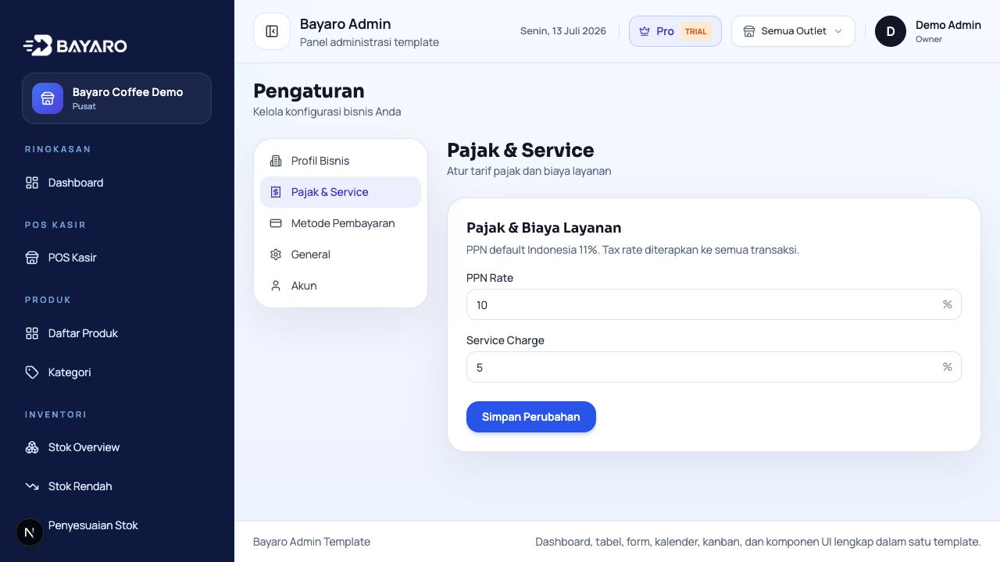 BAYARO
Bayaro Coffee Demo
Pusat
RINGKASAN
Dashboard
POS KASIR
POS Kasir
PRODUK
Daftar Produk
Kategori
INVENTORI
Stok Overview
Stok Rendah
Penyesuaian Stok
N
Bayaro Admin
Panel administrasi template
Senin, 13 Juli 2026
Pro TRIAL
Semua Outlet
D
Demo Admin
Owner
Pengaturan
Kelola konfigurasi bisnis Anda
Profil Bisnis
Pajak & Service
Metode Pembayaran
General
Akun
Pajak & Service
Atur tarif pajak dan biaya layanan
Pajak & Biaya Layanan
PPN default Indonesia 11%. Tax rate diterapkan ke semua transaksi.
PPN Rate
10 %
Service Charge
5 %
Simpan Perubahan
Bayaro Admin Template
Dashboard, tabel, form, kalender, kanban, dan komponen UI lengkap dalam satu template.